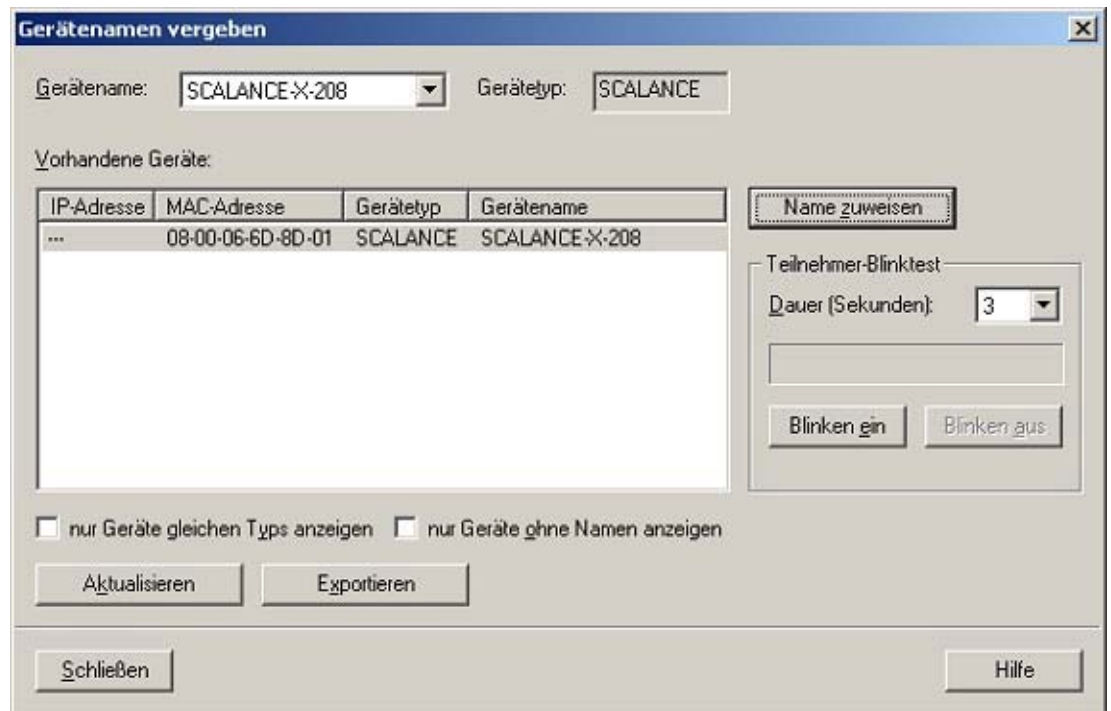 Gerätenamen vergeben
Gerätename: SCALANCE-X-208 Gerätetyp: SCALANCE
Vorhandene Geräte:
IP-Adresse MAC-Adresse Gerätetyp Gerätename
--- 08-00-06-6D-8D-01 SCALANCE SCALANCE-X-208
Name zuweisen
Teilnehmer-Blinktest
Dauer (Sekunden): 3
Blinken ein Blinken aus
nur Geräte gleichen Typs anzeigen nur Geräte ohne Namen anzeigen
Aktualisieren Exportieren
Schließen Hilfe